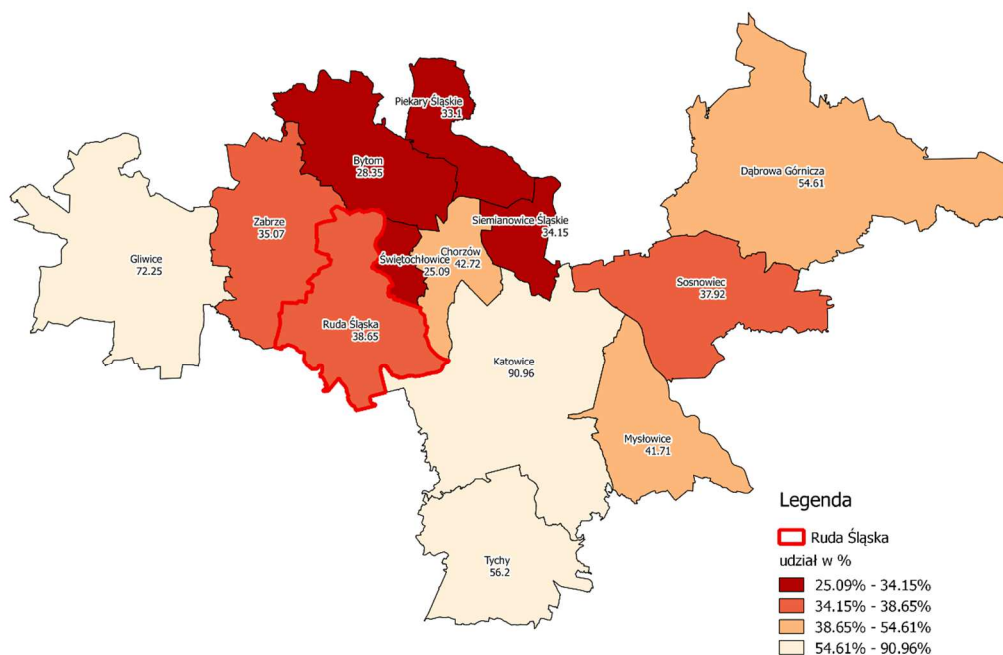 Piekary Śląskie
33.1
Bytom
28.35
Dąbrowa Górnicza
54.61
Zabrze
35.07
Siemianowice Śląskie
34.15
Gliwice
72.25
Chorzów
42.72
Świętochłowice
25.09
Sosnowiec
37.92
Ruda Śląska
38.65
Katowice
90.96
Mysłowice
41.71
Tychy
56.2
Legenda
Ruda Śląska
udział w %
25.09% - 34.15%
34.15% - 38.65%
38.65% - 54.61%
54.61% - 90.96%